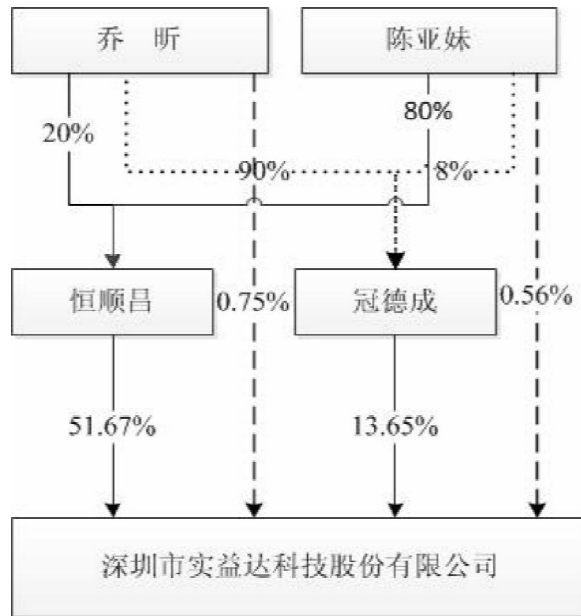 乔 昕
陈亚妹
20%
80%
90%
8%
恒顺昌
0.75%
冠德成
0.56%
51.67%
13.65%
深圳市实益达科技股份有限公司